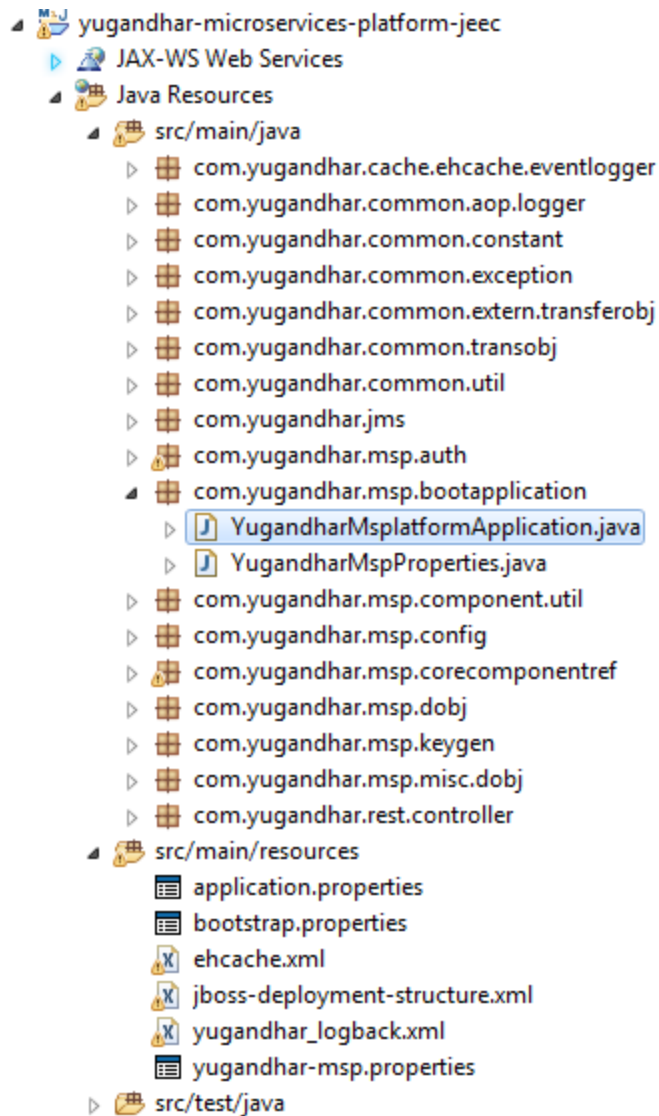 yugandhar-microservices-platform-jeec
JAX-WS Web Services
Java Resources
src/main/java
com.yugandhar.cache.ehcache.eventlogger
com.yugandhar.common.aop.logger
com.yugandhar.common.constant
com.yugandhar.common.exception
com.yugandhar.common.extern.transferobj
com.yugandhar.common.transobj
com.yugandhar.common.util
com.yugandhar.jms
com.yugandhar.msp.auth
com.yugandhar.msp.bootapplication
YugandharMsplatformApplication.java
YugandharMspProperties.java
com.yugandhar.msp.component.util
com.yugandhar.msp.config
com.yugandhar.msp.corecomponentref
com.yugandhar.msp.dobj
com.yugandhar.msp.keygen
com.yugandhar.msp.misc.dobj
com.yugandhar.rest.controller
src/main/resources
application.properties
bootstrap.properties
ehcache.xml
jboss-deployment-structure.xml
yugandhar_logback.xml
yugandhar-msp.properties
src/test/java